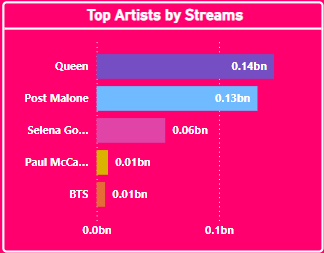 Top Artists by Streams
Queen 0.14bn
Post Malone 0.13bn
Selena Go... 0.06bn
Paul McCa... 0.01bn
BTS 0.01bn
0.0bn 0.1bn